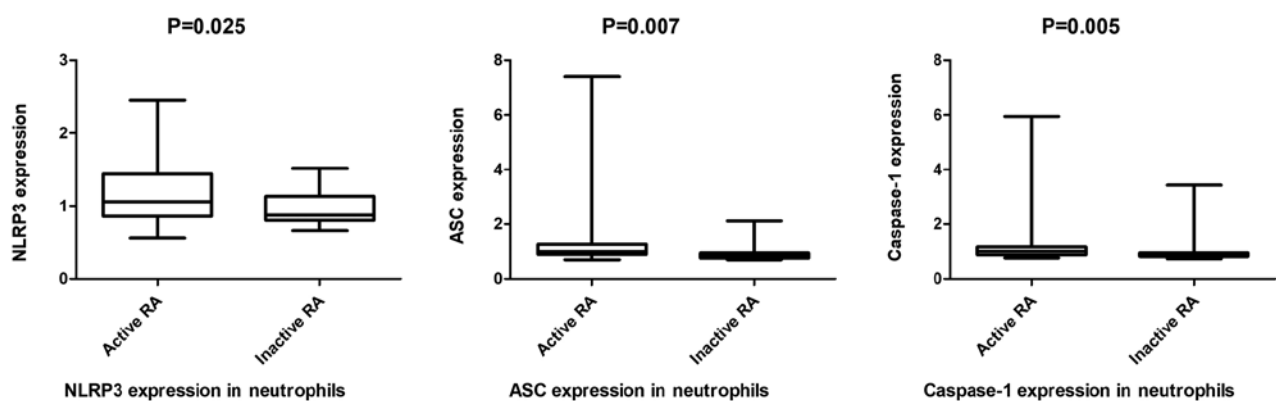 P=0.025
NLRP3 expression
3
2
1
0
Active RA
Inactive RA
NLRP3 expression in neutrophils
P=0.007
ASC expression
8
6
4
2
0
Active RA
Inactive RA
ASC expression in neutrophils
P=0.005
Caspase-1 expression
8
6
4
2
0
Active RA
Inactive RA
Caspase-1 expression in neutrophils